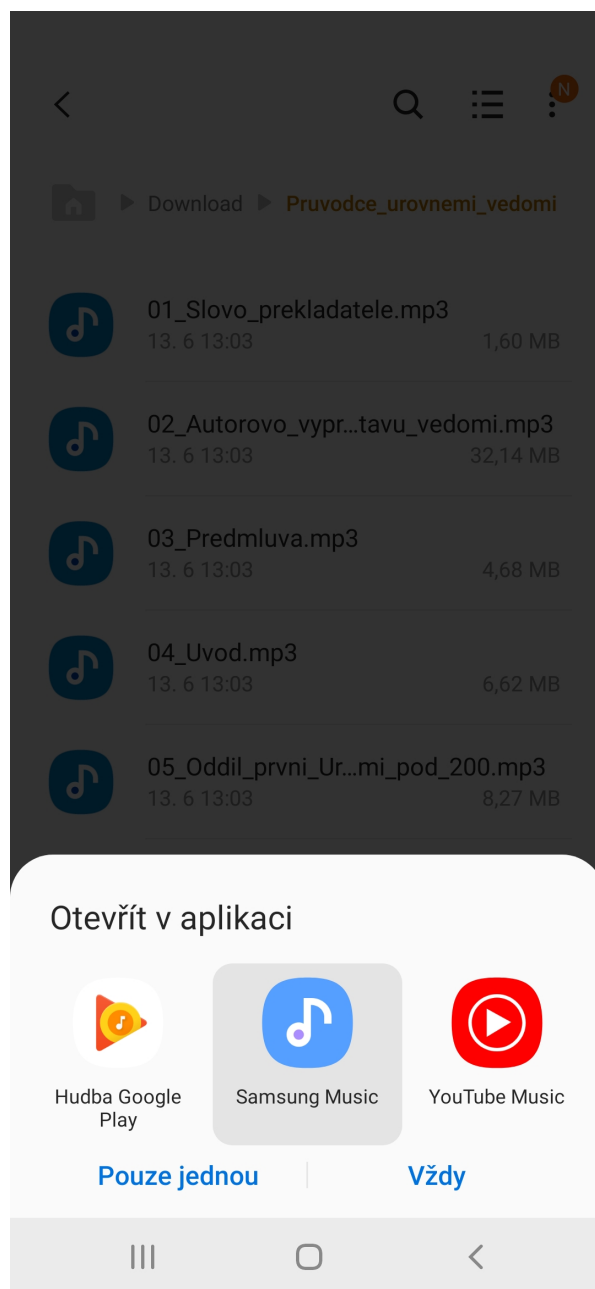 N
Download Pruvodce_urovnemi_vedomi
01_Slovo_prekladatele.mp3
13. 6 13:03 1,60 MB
02_Autorovo_vypr...tavu_vedomi.mp3
13. 6 13:03 32,14 MB
03_Predmluva.mp3
13. 6 13:03 4,68 MB
04_Uvod.mp3
13. 6 13:03 6,62 MB
05_Oddil_prvni_Ur...mi_pod_200.mp3
13. 6 13:03 8,27 MB
Otevřít v aplikaci
Hudba Google
Play
Samsung Music
YouTube Music
Pouze jednou
Vždy